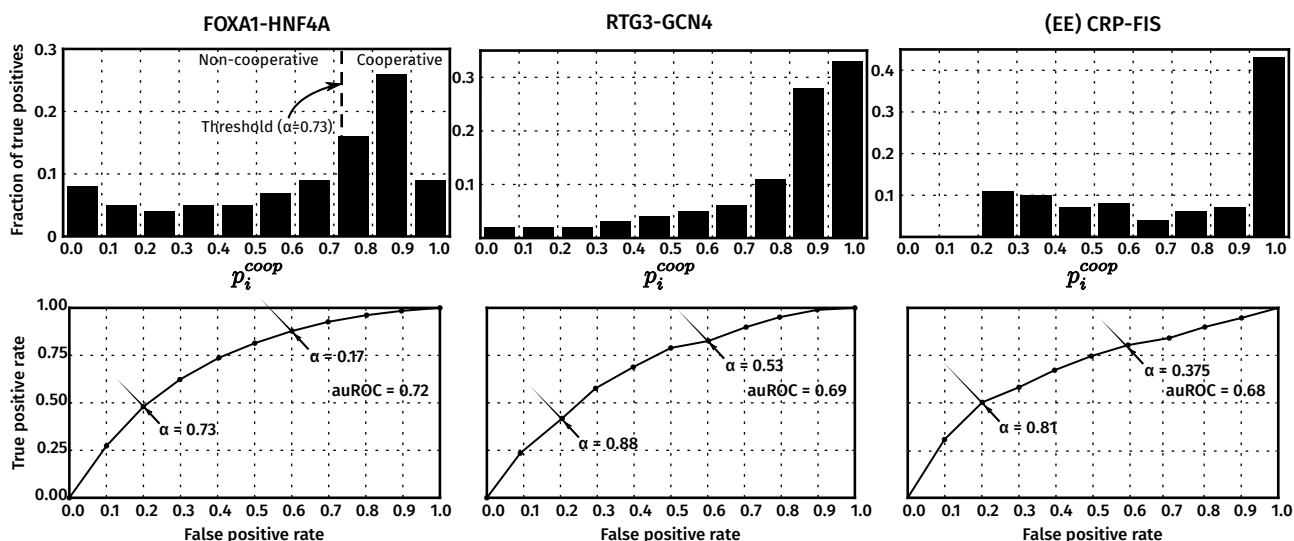 FOXA1-HNF4A
RTG3-GCN4
(EE) CRP-FIS
Fraction of true positives
0.3
0.2
0.1
0
Non-cooperative
Cooperative
Threshold (α=0.73)
0.0 0.1 0.2 0.3 0.4 0.5 0.6 0.7 0.8 0.9 1.0
p_i^coop
0.3
0.2
0.1
0.0 0.1 0.2 0.3 0.4 0.5 0.6 0.7 0.8 0.9 1.0
p_i^coop
0.4
0.3
0.2
0.1
0.0 0.1 0.2 0.3 0.4 0.5 0.6 0.7 0.8 0.9 1.0
p_i^coop
True positive rate
1.00
0.75
0.50
0.25
0.00
α = 0.17
auROC = 0.72
α = 0.73
0.0 0.1 0.2 0.3 0.4 0.5 0.6 0.7 0.8 0.9 1.0
False positive rate
α = 0.53
auROC = 0.69
α = 0.88
0.0 0.1 0.2 0.3 0.4 0.5 0.6 0.7 0.8 0.9 1.0
False positive rate
α = 0.375
auROC = 0.68
α = 0.81
0.0 0.1 0.2 0.3 0.4 0.5 0.6 0.7 0.8 0.9 1.0
False positive rate